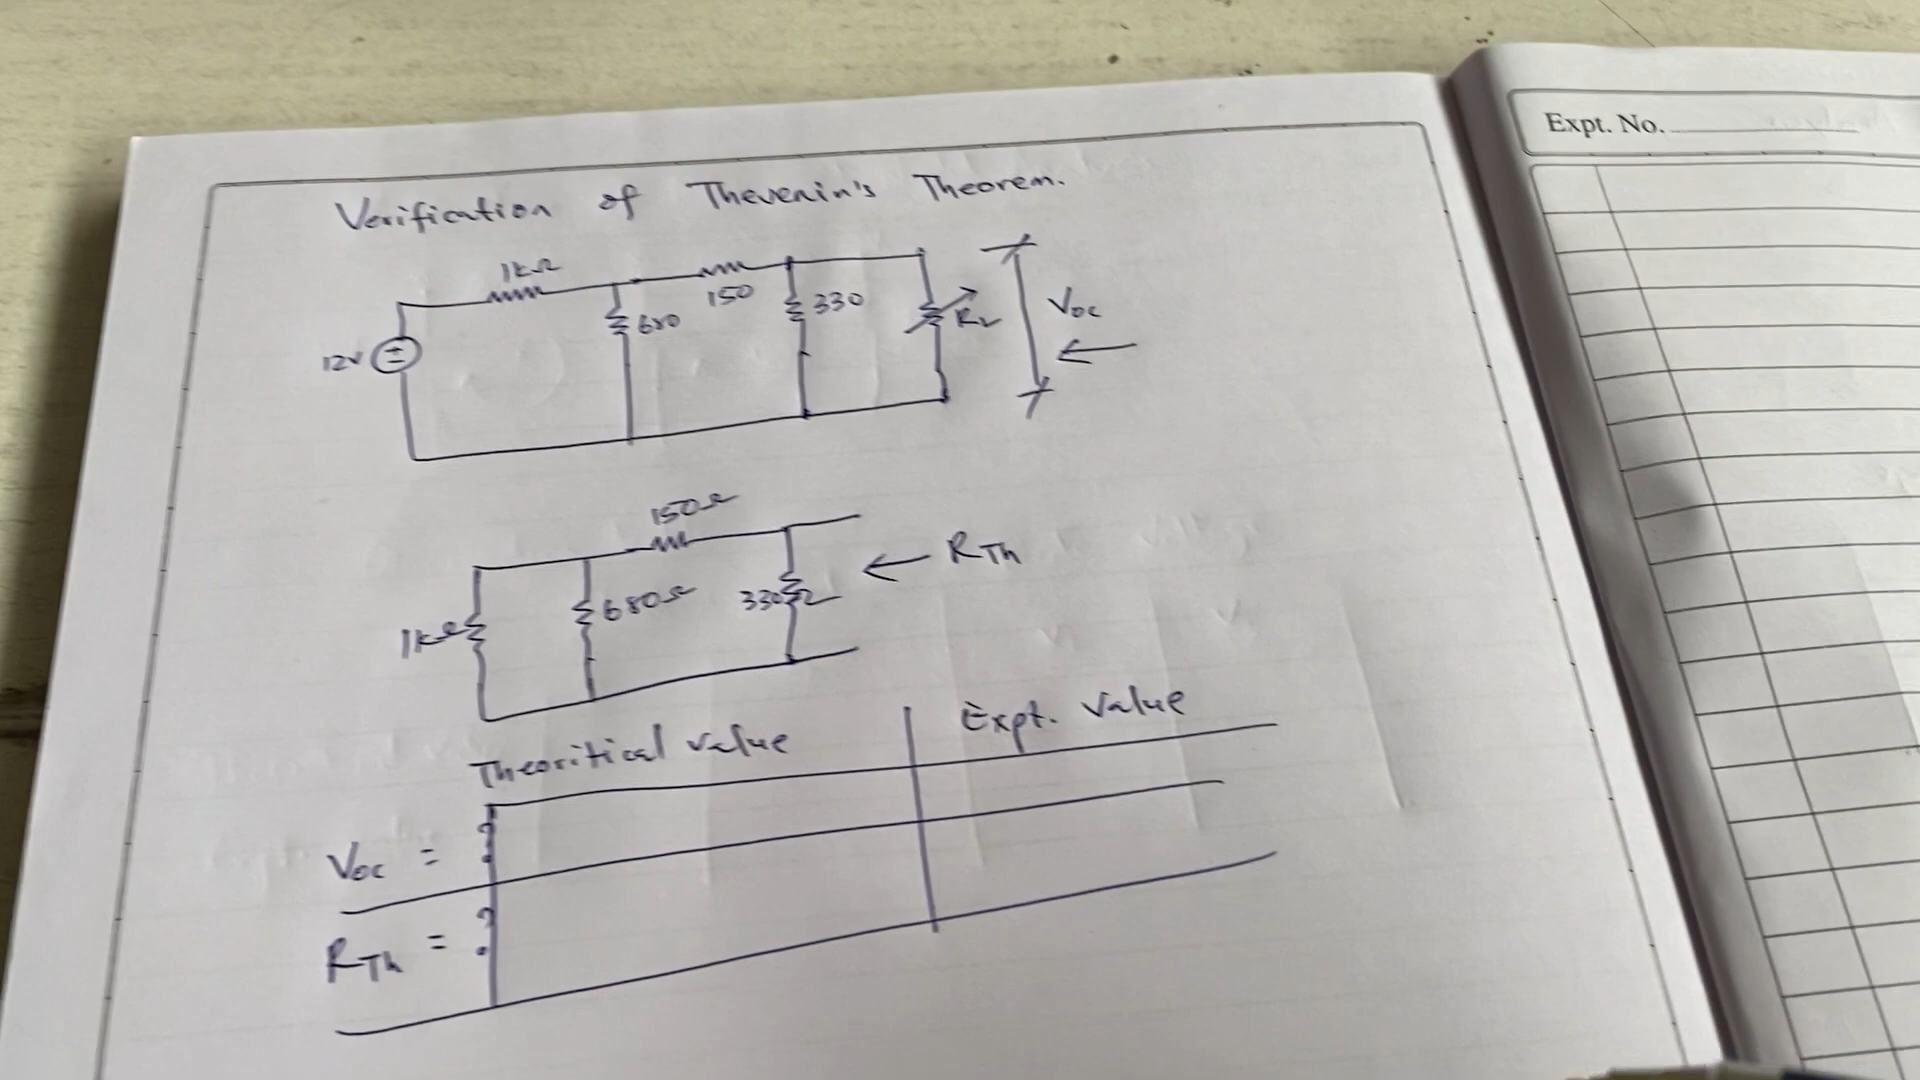 Expt. No.
Verification of Thevenin's Theorem.
1kΩ
150
680
330
RL
Voc
12v
150Ω
1kΩ
680Ω
330Ω
← RTh
Theoritical value
Expt. Value
Voc = ?
RTh = ?